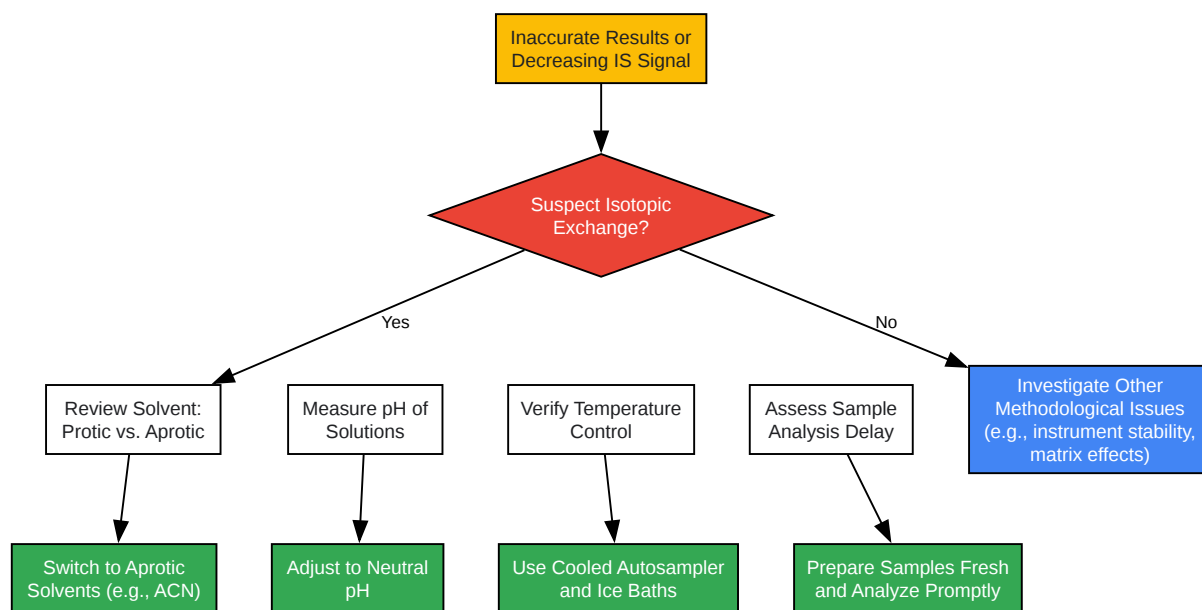 Inaccurate Results or
Decreasing IS Signal
Suspect Isotopic
Exchange?
Yes
No
Review Solvent:
Protic vs. Aprotic
Measure pH of
Solutions
Verify Temperature
Control
Assess Sample
Analysis Delay
Investigate Other
Methodological Issues
(e.g., instrument stability,
matrix effects)
Switch to Aprotic
Solvents (e.g., ACN)
Adjust to Neutral
pH
Use Cooled Autosampler
and Ice Baths
Prepare Samples Fresh
and Analyze Promptly